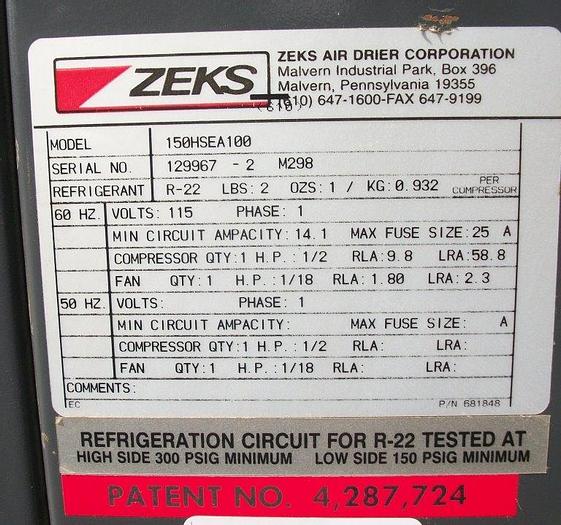 ZEKS
ZEKS AIR DRIER CORPORATION
Malvern Industrial Park, Box 396
Malvern, Pennsylvania 19355
(610) 647-1600-FAX 647-9199
(610)
MODEL 150HSEA100
SERIAL NO. 129967 - 2 M298
REFRIGERANT R-22 LBS: 2 OZS: 1 / KG: 0.932 PER COMPRESSOR
60 HZ. VOLTS: 115 PHASE: 1
MIN CIRCUIT AMPACITY: 14.1 MAX FUSE SIZE: 25 A
COMPRESSOR QTY: 1 H.P.: 1/2 RLA: 9.8 LRA: 58.8
FAN QTY: 1 H.P.: 1/18 RLA: 1.80 LRA: 2.3
50 HZ. VOLTS: PHASE: 1
MIN CIRCUIT AMPACITY: MAX FUSE SIZE: A
COMPRESSOR QTY: 1 H.P.: 1/2 RLA: LRA:
FAN QTY: 1 H.P.: 1/18 RLA: LRA:
COMMENTS:
EC P/N 681848
REFRIGERATION CIRCUIT FOR R-22 TESTED AT
HIGH SIDE 300 PSIG MINIMUM LOW SIDE 150 PSIG MINIMUM
PATENT NO. 4,287,724